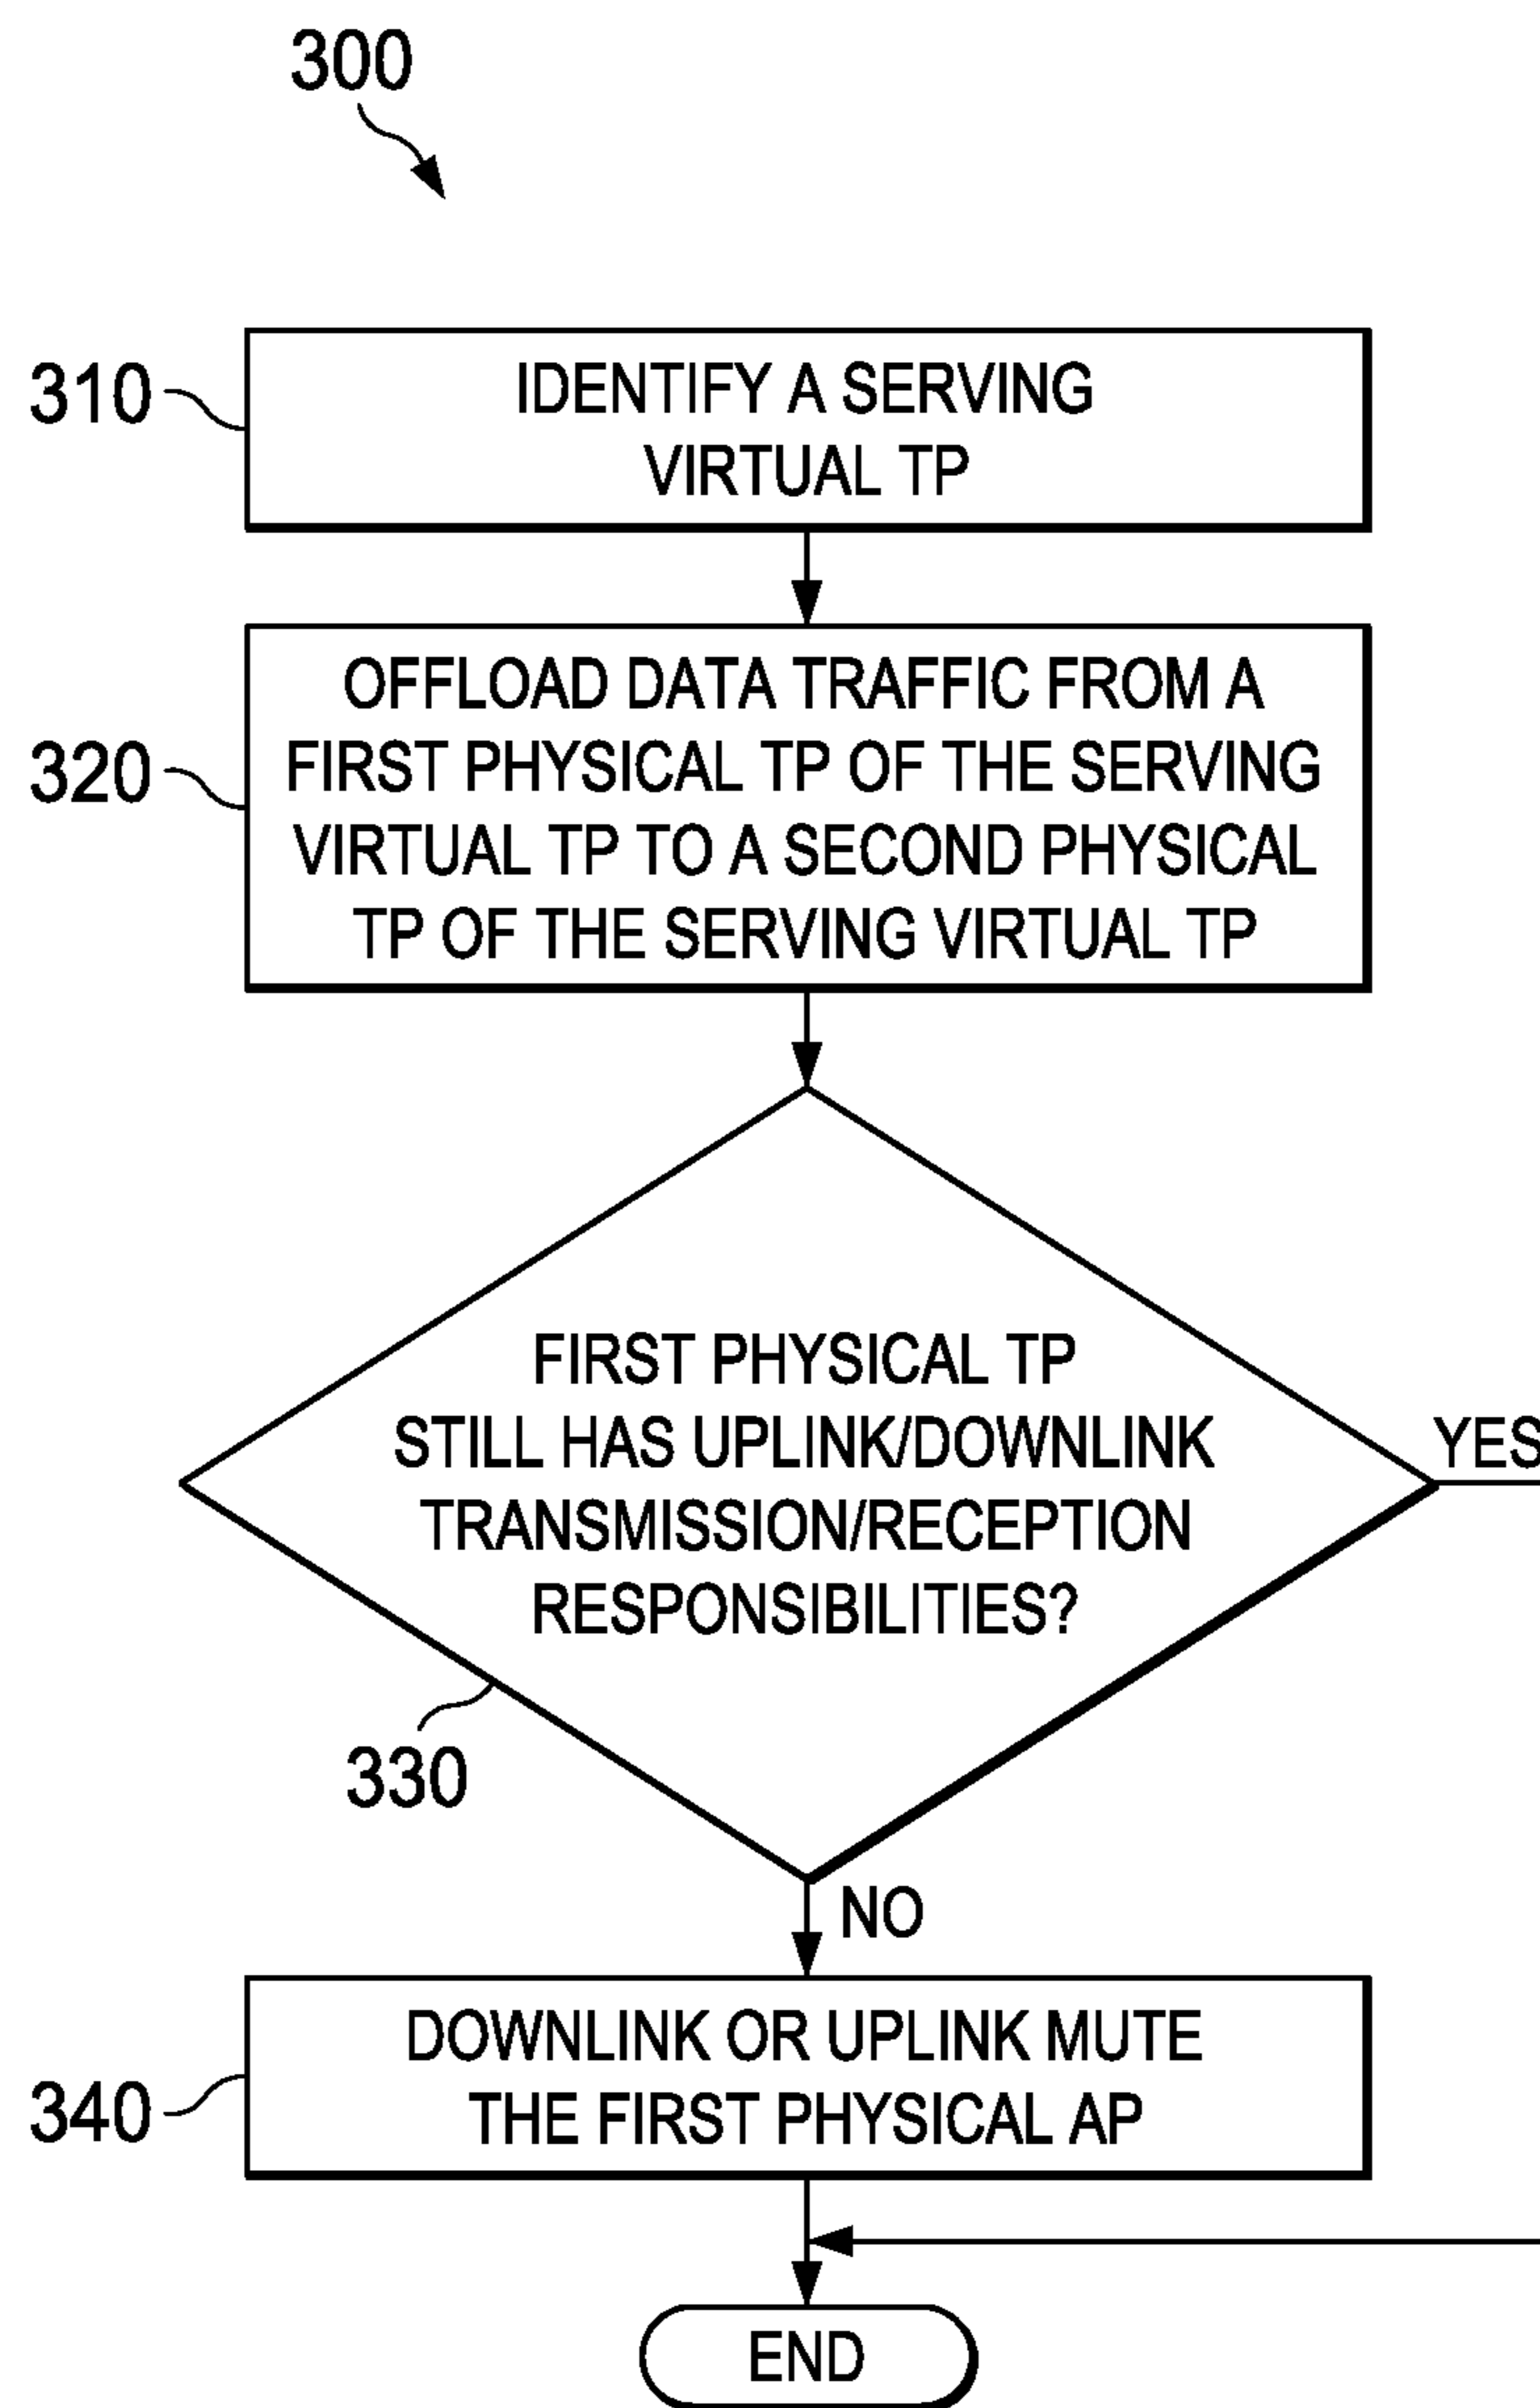 300
310
IDENTIFY A SERVING
VIRTUAL TP
320
OFFLOAD DATA TRAFFIC FROM A
FIRST PHYSICAL TP OF THE SERVING
VIRTUAL TP TO A SECOND PHYSICAL
TP OF THE SERVING VIRTUAL TP
FIRST PHYSICAL TP
STILL HAS UPLINK/DOWNLINK
TRANSMISSION/RECEPTION
RESPONSIBILITIES?
YES
330
NO
340
DOWNLINK OR UPLINK MUTE
THE FIRST PHYSICAL AP
END